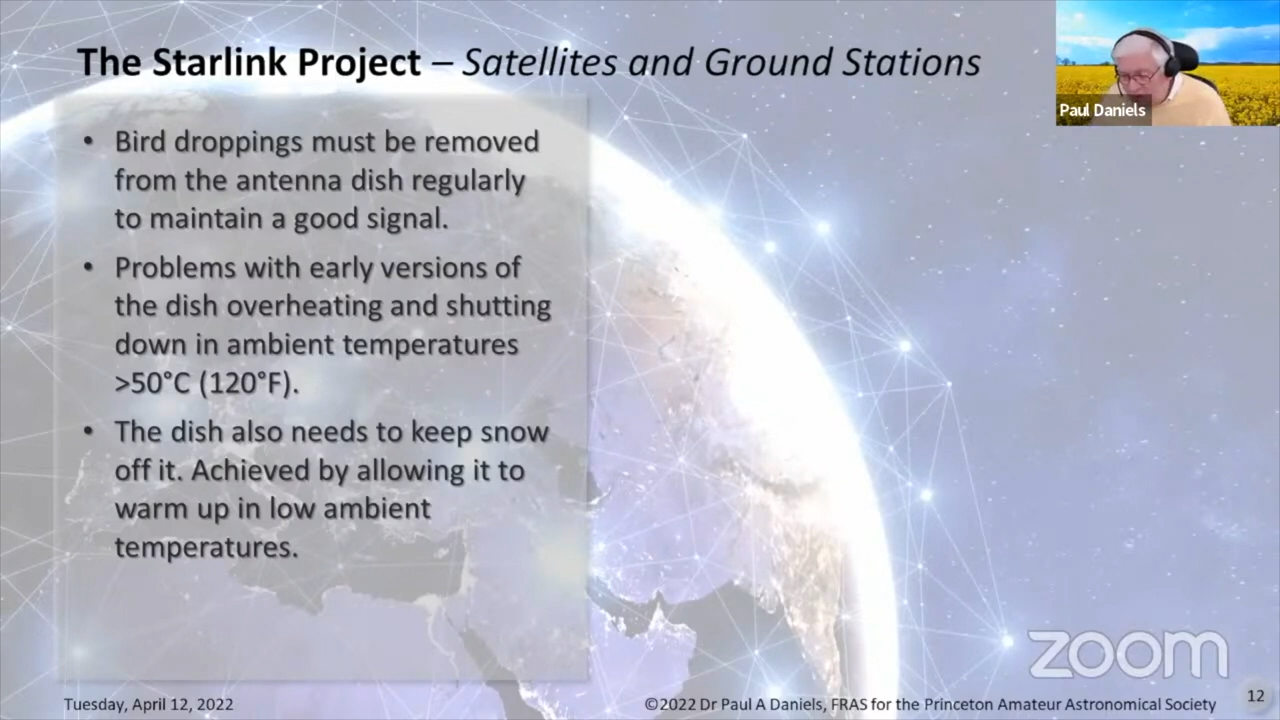 The Starlink Project – Satellites and Ground Stations
Paul Daniels
• Bird droppings must be removed
from the antenna dish regularly
to maintain a good signal.
• Problems with early versions of
the dish overheating and shutting
down in ambient temperatures
>50°C (120°F).
• The dish also needs to keep snow
off it. Achieved by allowing it to
warm up in low ambient
temperatures.
zoom
Tuesday, April 12, 2022
©2022 Dr Paul A Daniels, FRAS for the Princeton Amateur Astronomical Society
12